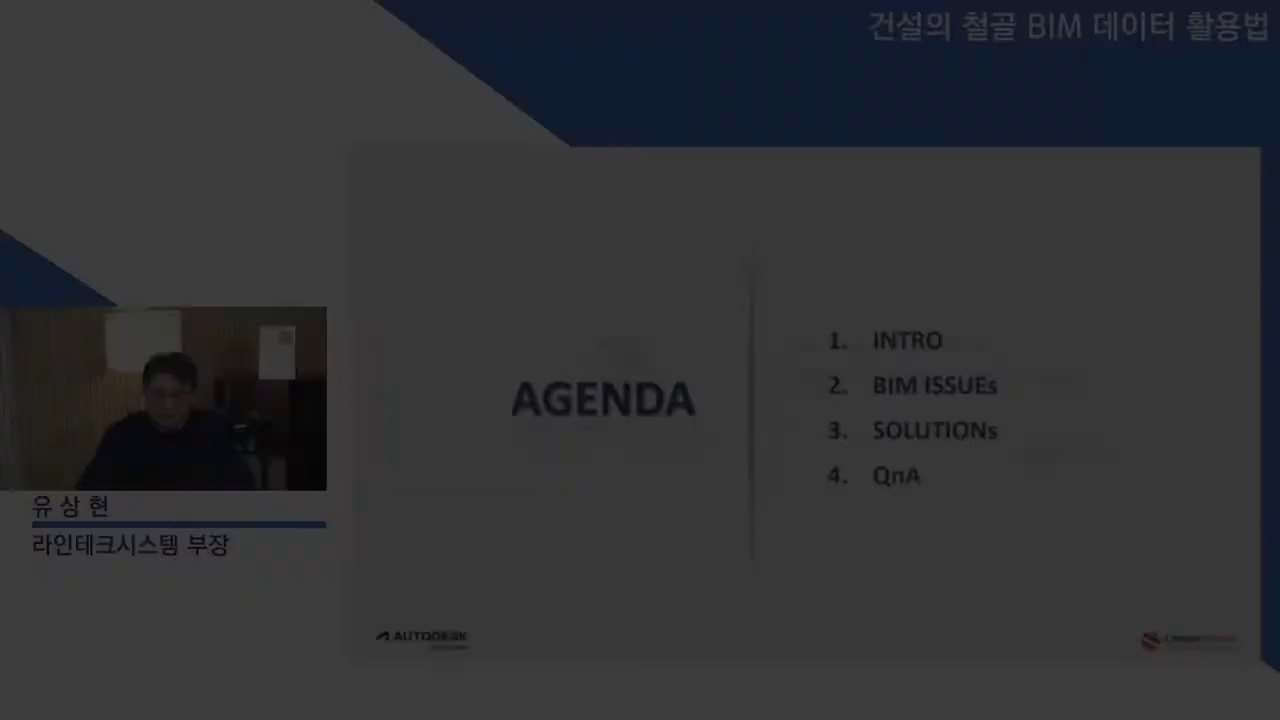 건설의 철골 BIM 데이터 활용법
AGENDA
1. INTRO
2. BIM ISSUEs
3. SOLUTIONs
4. QnA
유 상 현
라인테크시스템 부장
AUTODESK